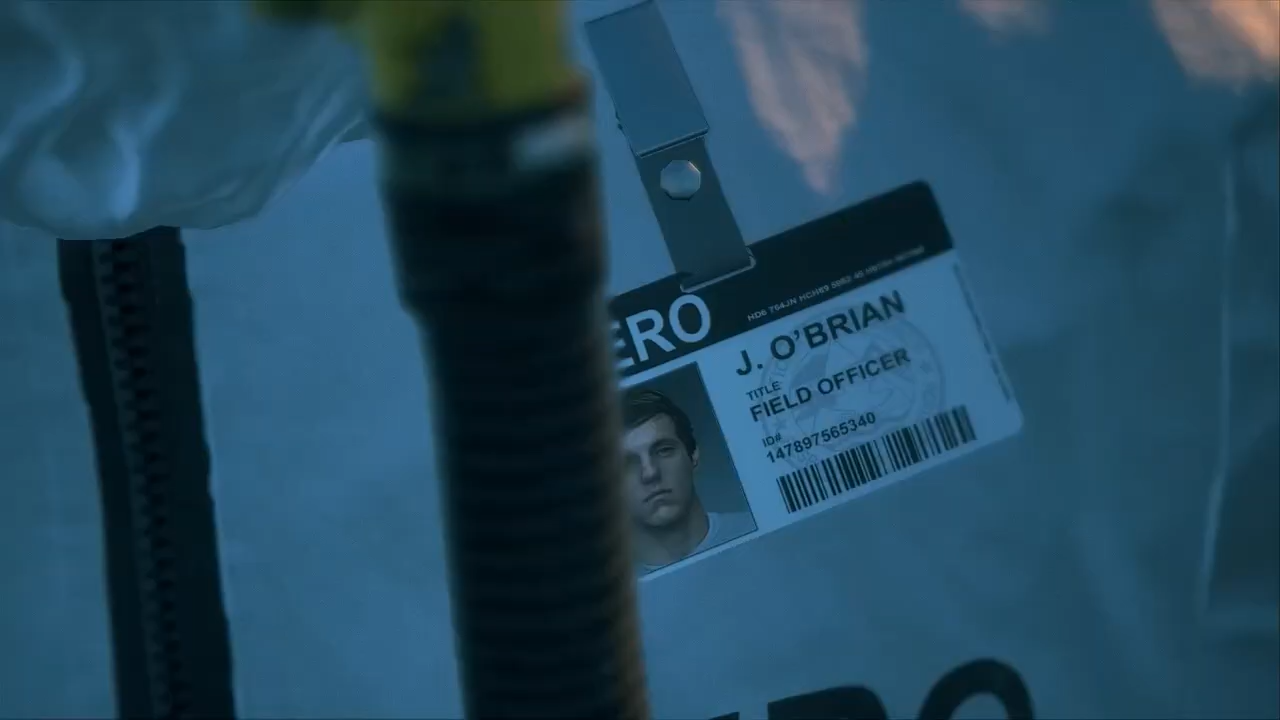 ERO
J. O'BRIAN
TITLE
FIELD OFFICER
ID#
147897565340